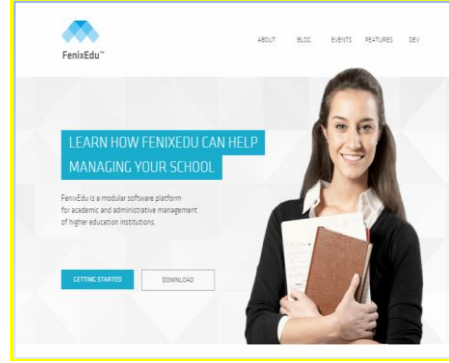 FenixEdu™
ABOUT BLOG EVENTS FEATURES DEV
LEARN HOW FENIXEDU CAN HELP
MANAGING YOUR SCHOOL
FenixEdu is a modular software platform
for academic and administrative management
of higher education institutions.
GETTING STARTED DOWNLOAD